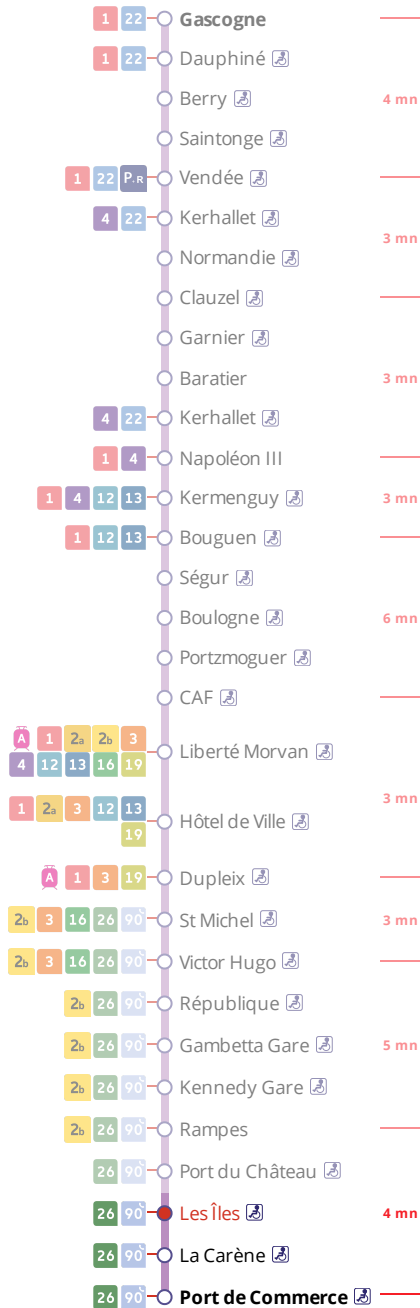 1 22 Gascogne
1 22 Dauphiné
Berry 4 mn
Saintonge
1 22 P+R Vendée
4 22 Kerhallet
3 mn
Normandie
Clauzel
Garnier
Baratier 3 mn
4 22 Kerhallet
1 4 Napoléon III
1 4 12 13 Kermenguy 3 mn
1 12 13 Bouguen
Ségur
Boulogne 6 mn
Portzmoguer
CAF
A 1 2a 2b 3
Liberté Morvan
4 12 13 16 19
3 mn
1 2a 3 12 13
Hôtel de Ville
19
A 1 3 19 Dupleix
2b 3 16 26 90 St Michel 3 mn
2b 3 16 26 90 Victor Hugo
2b 26 90 République
2b 26 90 Gambetta Gare 5 mn
2b 26 90 Kennedy Gare
2b 26 90 Rampes
26 90 Port du Château
26 90 Les Îles 4 mn
26 90 La Carène
26 90 Port de Commerce